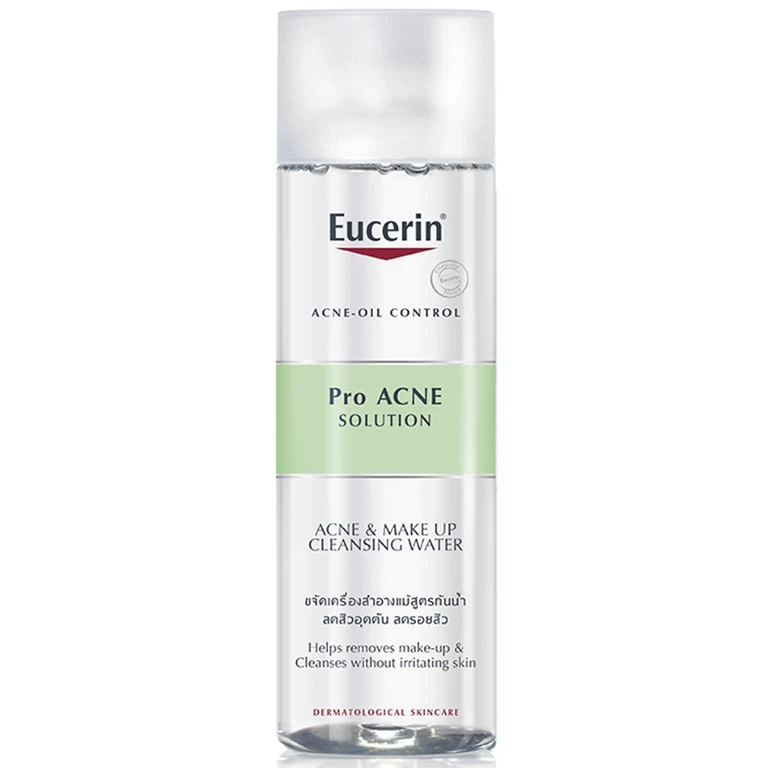 Eucerin®
Eucerin
ACNE-OIL CONTROL
Pro ACNE
SOLUTION
ACNE & MAKE UP
CLEANSING WATER
ขจัดเครื่องสำอางแม้สูตรกันน้ำ
ลดสิวอุดตัน ลดรอยสิว
Helps removes make-up &
Cleanses without irritating skin
DERMATOLOGICAL SKINCARE